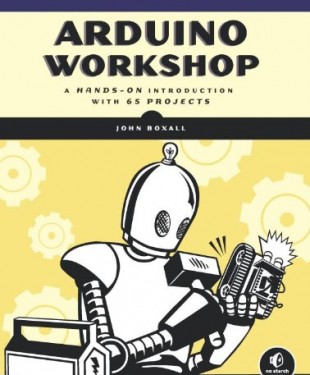 ARDUINO
WORKSHOP
A HANDS-ON INTRODUCTION
WITH 65 PROJECTS
JOHN BOXALL
no starch